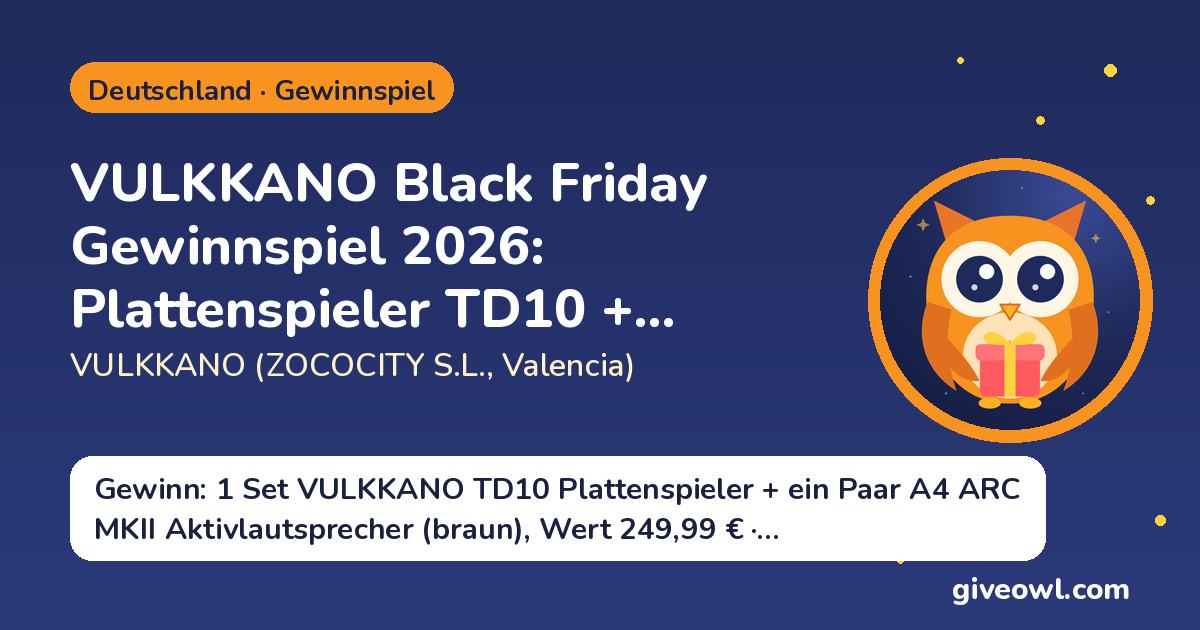 Deutschland · Gewinnspiel
VULKKANO Black Friday
Gewinnspiel 2026:
Plattenspieler TD10 +...
VULKKANO (ZOCOCITY S.L., Valencia)
Gewinn: 1 Set VULKKANO TD10 Plattenspieler + ein Paar A4 ARC
MKII Aktivlautsprecher (braun), Wert 249,99 € ·...
giveowl.com